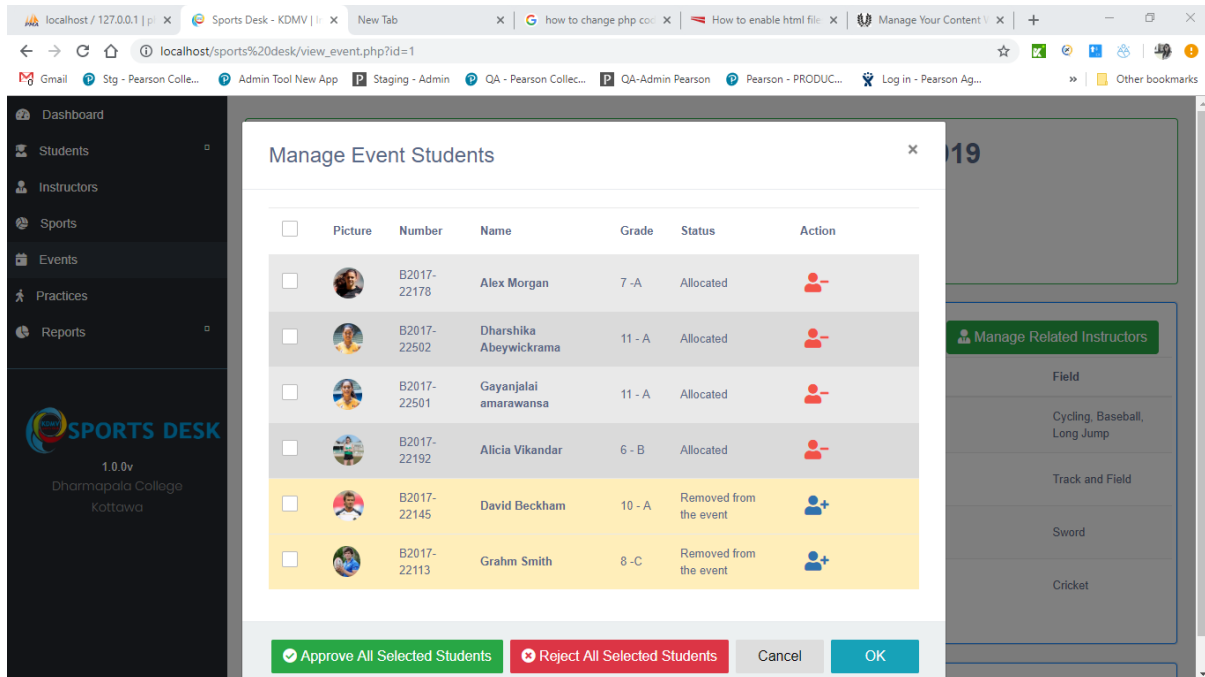 localhost / 127.0.0.1 | p
Sports Desk - KDMV |
New Tab
how to change php coo
How to enable html file
Manage Your Content
localhost/sports%20desk/view_event.php?id=1
Gmail
Stg - Pearson Colle...
Admin Tool New App
Staging - Admin
QA - Pearson Collec...
QA-Admin Pearson
Pearson - PRODUC...
Log in - Pearson Ag...
»
Other bookmarks
Dashboard
Students
Instructors
Sports
Events
Practices
Reports
KDMV
SPORTS DESK
1.0.0v
Dharmapala College
Kottawa
019
Manage Event Students ×
Picture Number Name Grade Status Action
B2017-
22178 Alex Morgan 7 -A Allocated
B2017-
22502 Dharshika
Abeywickrama 11 - A Allocated
B2017-
22501 Gayanjalai
amarawansa 11 - A Allocated
B2017-
22192 Alicia Vikandar 6 - B Allocated
B2017-
22145 David Beckham 10 - A Removed from
the event
B2017-
22113 Grahm Smith 8 -C Removed from
the event
Approve All Selected Students
Reject All Selected Students
Cancel
OK
Manage Related Instructors
Field
Cycling, Baseball,
Long Jump
Track and Field
Sword
Cricket